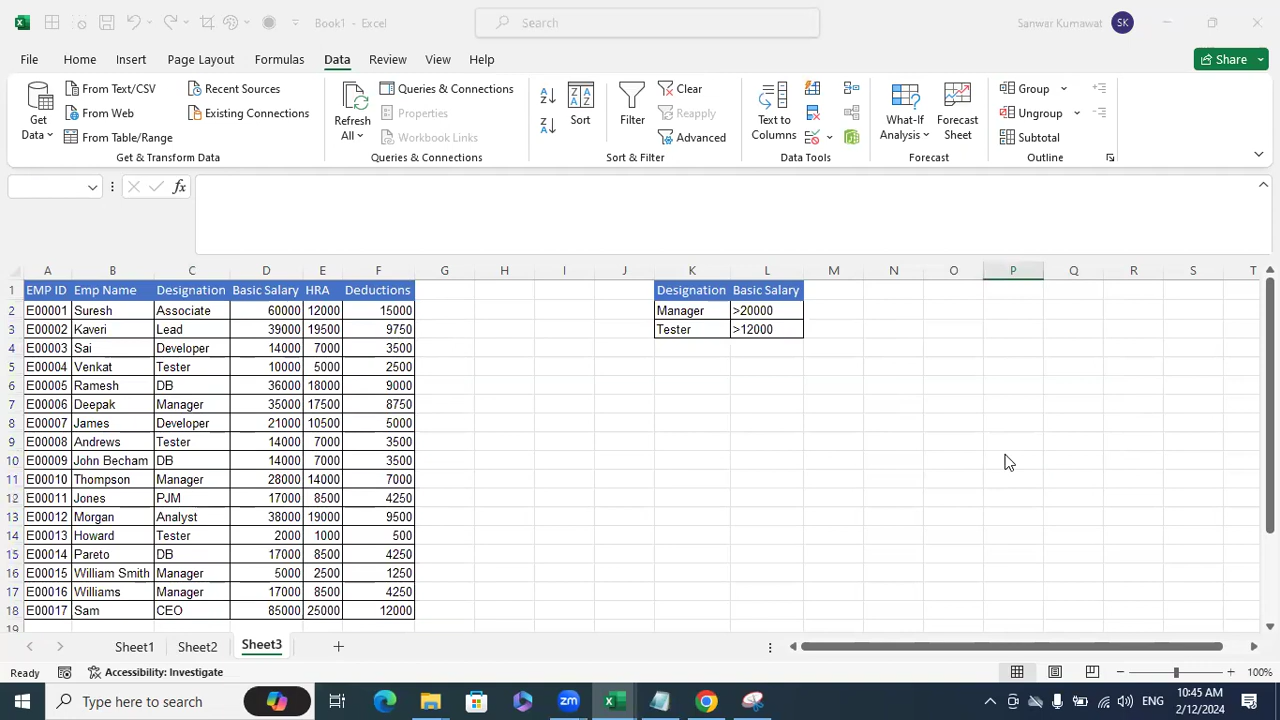 Book1 - Excel
Search
Sanwar Kumawat
SK
File Home Insert Page Layout Formulas Data Review View Help
Share
Get Data
From Text/CSV
From Web
From Table/Range
Recent Sources
Existing Connections
Get & Transform Data
Refresh All
Queries & Connections
Properties
Workbook Links
Queries & Connections
Sort
Filter
Clear
Reapply
Advanced
Sort & Filter
Text to Columns
Data Tools
What-If Analysis
Forecast Sheet
Forecast
Group
Ungroup
Subtotal
Outline
fx
A B C D E F G H I J K L M N O P Q R S T
1 EMP ID Emp Name Designation Basic Salary HRA Deductions Designation Basic Salary
2 E00001 Suresh Associate 60000 12000 15000 Manager >20000
3 E00002 Kaveri Lead 39000 19500 9750 Tester >12000
4 E00003 Sai Developer 14000 7000 3500
5 E00004 Venkat Tester 10000 5000 2500
6 E00005 Ramesh DB 36000 18000 9000
7 E00006 Deepak Manager 35000 17500 8750
8 E00007 James Developer 21000 10500 5000
9 E00008 Andrews Tester 14000 7000 3500
10 E00009 John Becham DB 14000 7000 3500
11 E00010 Thompson Manager 28000 14000 7000
12 E00011 Jones PJM 17000 8500 4250
13 E00012 Morgan Analyst 38000 19000 9500
14 E00013 Howard Tester 2000 1000 500
15 E00014 Pareto DB 17000 8500 4250
16 E00015 William Smith Manager 5000 2500 1250
17 E00016 Williams Manager 17000 8500 4250
18 E00017 Sam CEO 85000 25000 12000
19
Sheet1 Sheet2 Sheet3
Ready
Accessibility: Investigate
100%
Type here to search
ENG
10:45 AM
2/12/2024